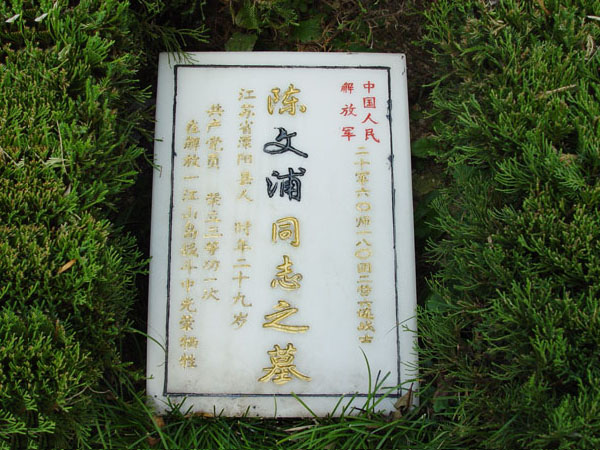 中国人民
解放军
二十军六〇师一八〇团二营六连战士
陈文浦同志之墓
江苏省溧阳县人 时年二十九岁
共产党员 荣立三等功一次
在解放一江山岛战斗中光荣牺牲